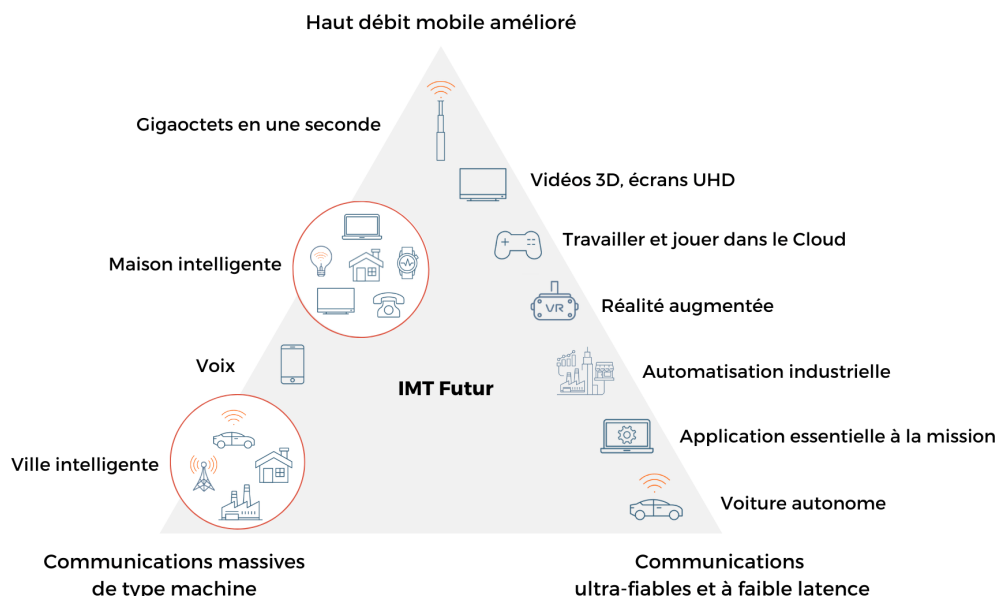 Haut débit mobile amélioré
Gigaoctets en une seconde
Vidéos 3D, écrans UHD
Travailler et jouer dans le Cloud
Maison intelligente
Réalité augmentée
VR
Voix
Automatisation industrielle
IMT Futur
Application essentielle à la mission
Ville intelligente
Voiture autonome
Communications massives
de type machine
Communications
ultra-fiables et à faible latence